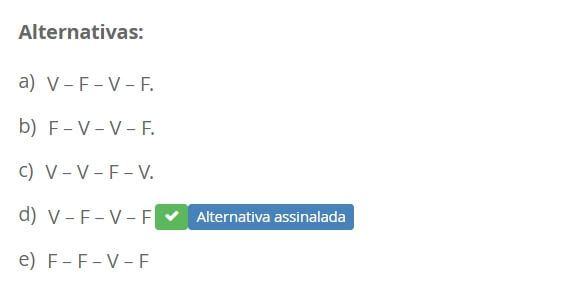 Alternativas:
a) V – F – V – F.
b) F – V – V – F.
c) V – V – F – V.
d) V – F – V – F Alternativa assinalada
e) F – F – V – F